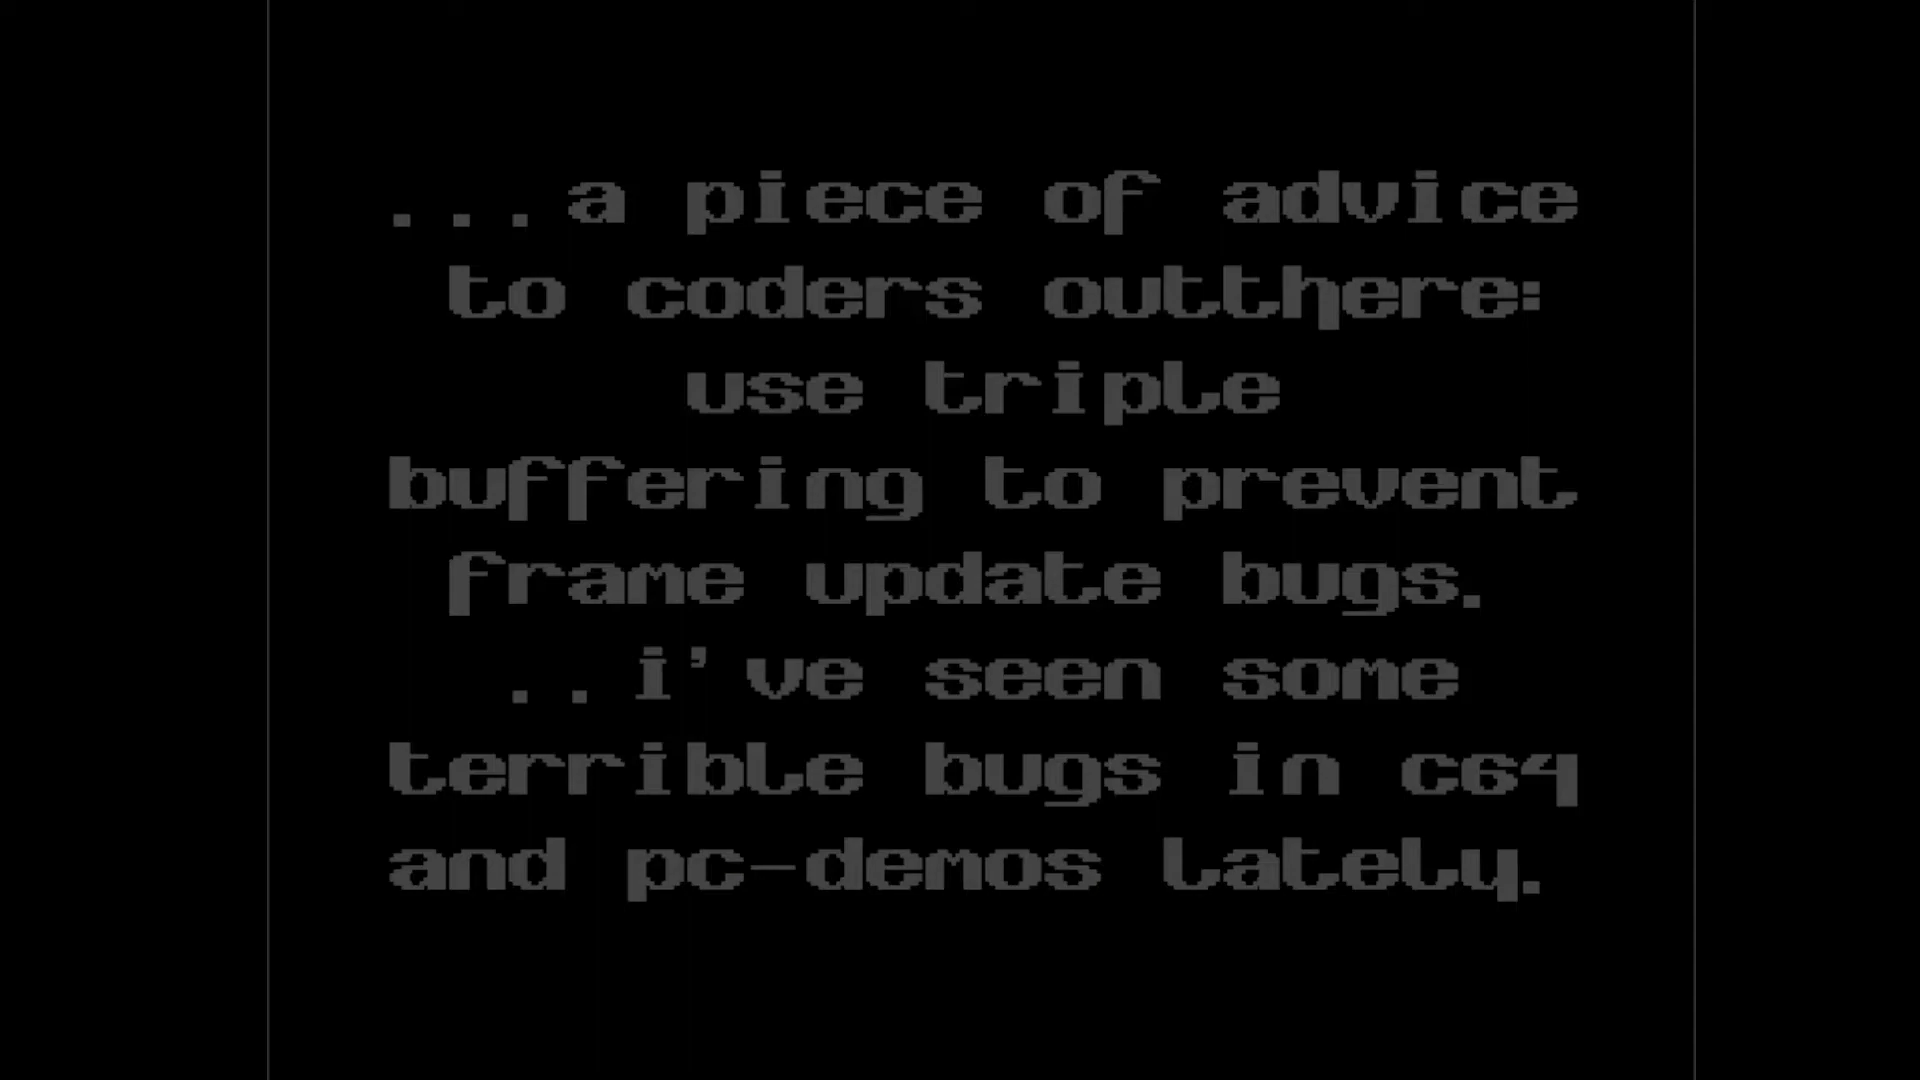 ...a piece of advice
to coders outthere:
use triple
buffering to prevent
frame update bugs.
..i've seen some
terrible bugs in c64
and pc-demos lately.